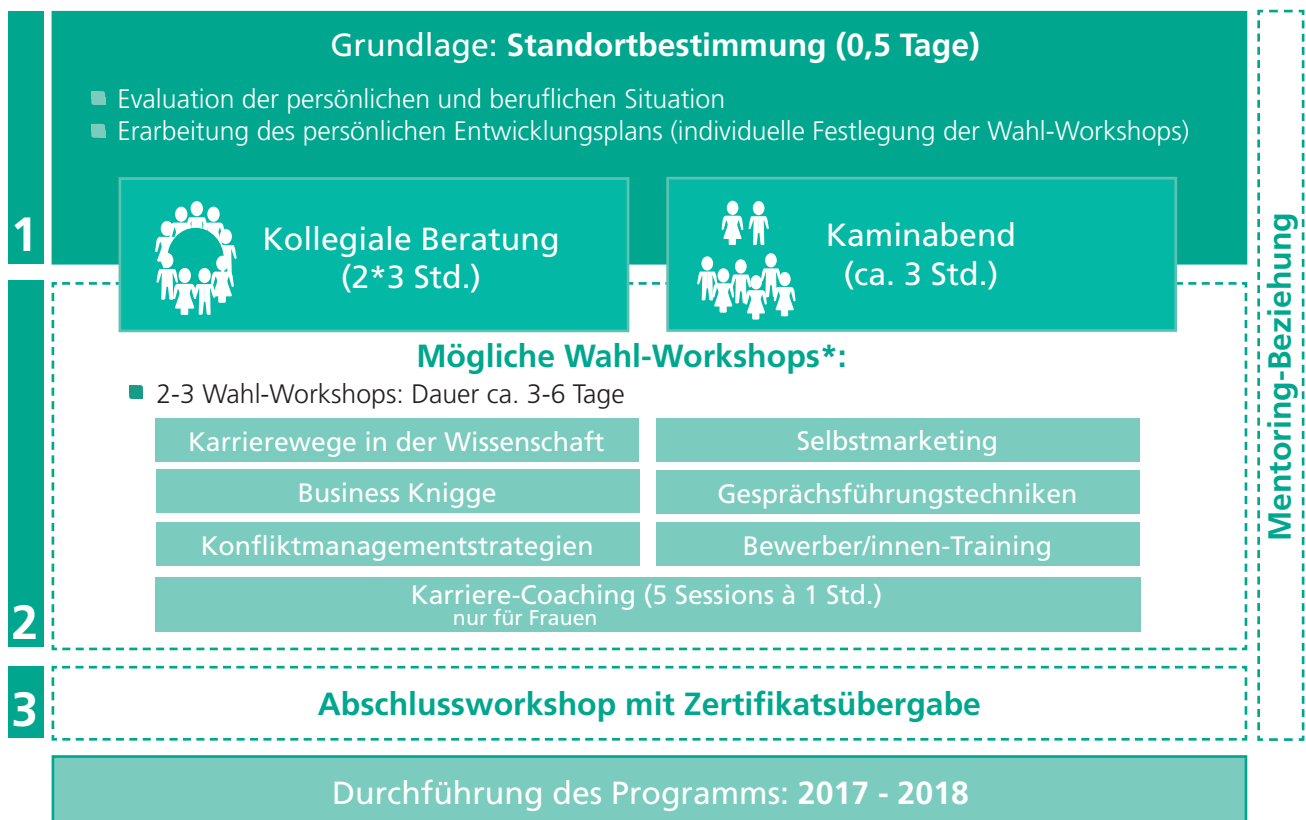 Grundlage: Standortbestimmung (0,5 Tage)
Evaluation der persönlichen und beruflichen Situation
Erarbeitung des persönlichen Entwicklungsplans (individuelle Festlegung der Wahl-Workshops)
1
Kollegiale Beratung
(2*3 Std.)
Kaminabend
(ca. 3 Std.)
Mögliche Wahl-Workshops*:
2-3 Wahl-Workshops: Dauer ca. 3-6 Tage
Karrierewege in der Wissenschaft
Selbstmarketing
Business Knigge
Gesprächsführungstechniken
Konfliktmanagementstrategien
Bewerber/innen-Training
Karriere-Coaching (5 Sessions à 1 Std.)
nur für Frauen
2
3
Abschlussworkshop mit Zertifikatsübergabe
Mentoring-Beziehung
Durchführung des Programms: 2017 - 2018